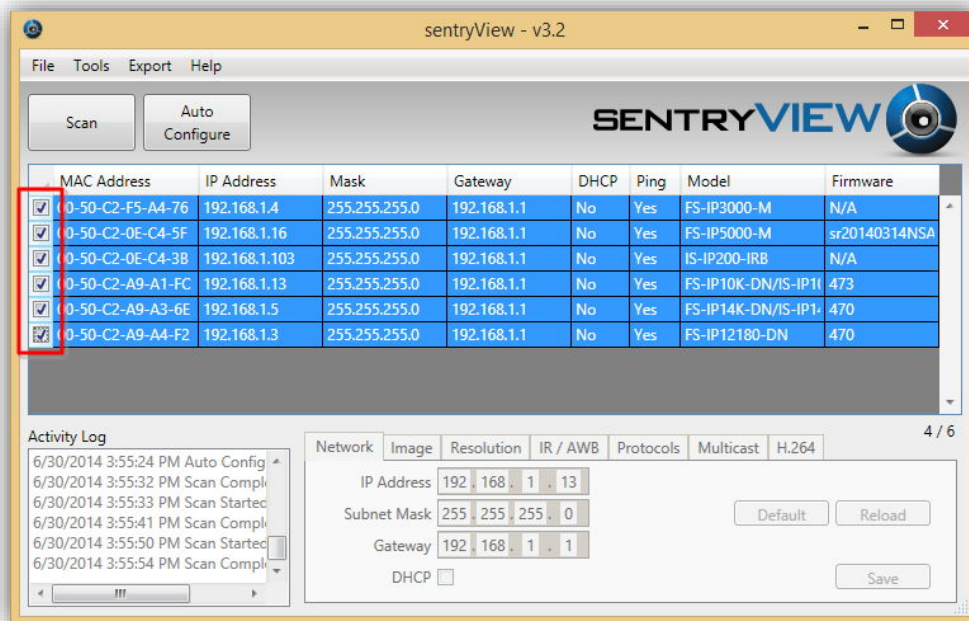 sentryView - v3.2
File Tools Export Help
Scan
Auto
Configure
SENTRYVIEW
MAC Address IP Address Mask Gateway DHCP Ping Model Firmware
00-50-C2-F5-A4-76 192.168.1.4 255.255.255.0 192.168.1.1 No Yes FS-IP3000-M N/A
00-50-C2-0E-C4-5F 192.168.1.16 255.255.255.0 192.168.1.1 No Yes FS-IP5000-M sr20140314NSA
00-50-C2-0E-C4-3B 192.168.1.103 255.255.255.0 192.168.1.1 No Yes IS-IP200-IRB N/A
00-50-C2-A9-A1-FC 192.168.1.13 255.255.255.0 192.168.1.1 No Yes FS-IP10K-DN/IS-IP1 473
00-50-C2-A9-A3-6E 192.168.1.5 255.255.255.0 192.168.1.1 No Yes FS-IP14K-DN/IS-IP1 470
00-50-C2-A9-A4-F2 192.168.1.3 255.255.255.0 192.168.1.1 No Yes FS-IP12180-DN 470
4 / 6
Activity Log
6/30/2014 3:55:24 PM Auto Config
6/30/2014 3:55:32 PM Scan Compl
6/30/2014 3:55:33 PM Scan Started
6/30/2014 3:55:41 PM Scan Compl
6/30/2014 3:55:50 PM Scan Started
6/30/2014 3:55:54 PM Scan Compl
Network Image Resolution IR / AWB Protocols Multicast H.264
IP Address 192 . 168 . 1 . 13
Subnet Mask 255 . 255 . 255 . 0
Gateway 192 . 168 . 1 . 1
DHCP
Default Reload
Save